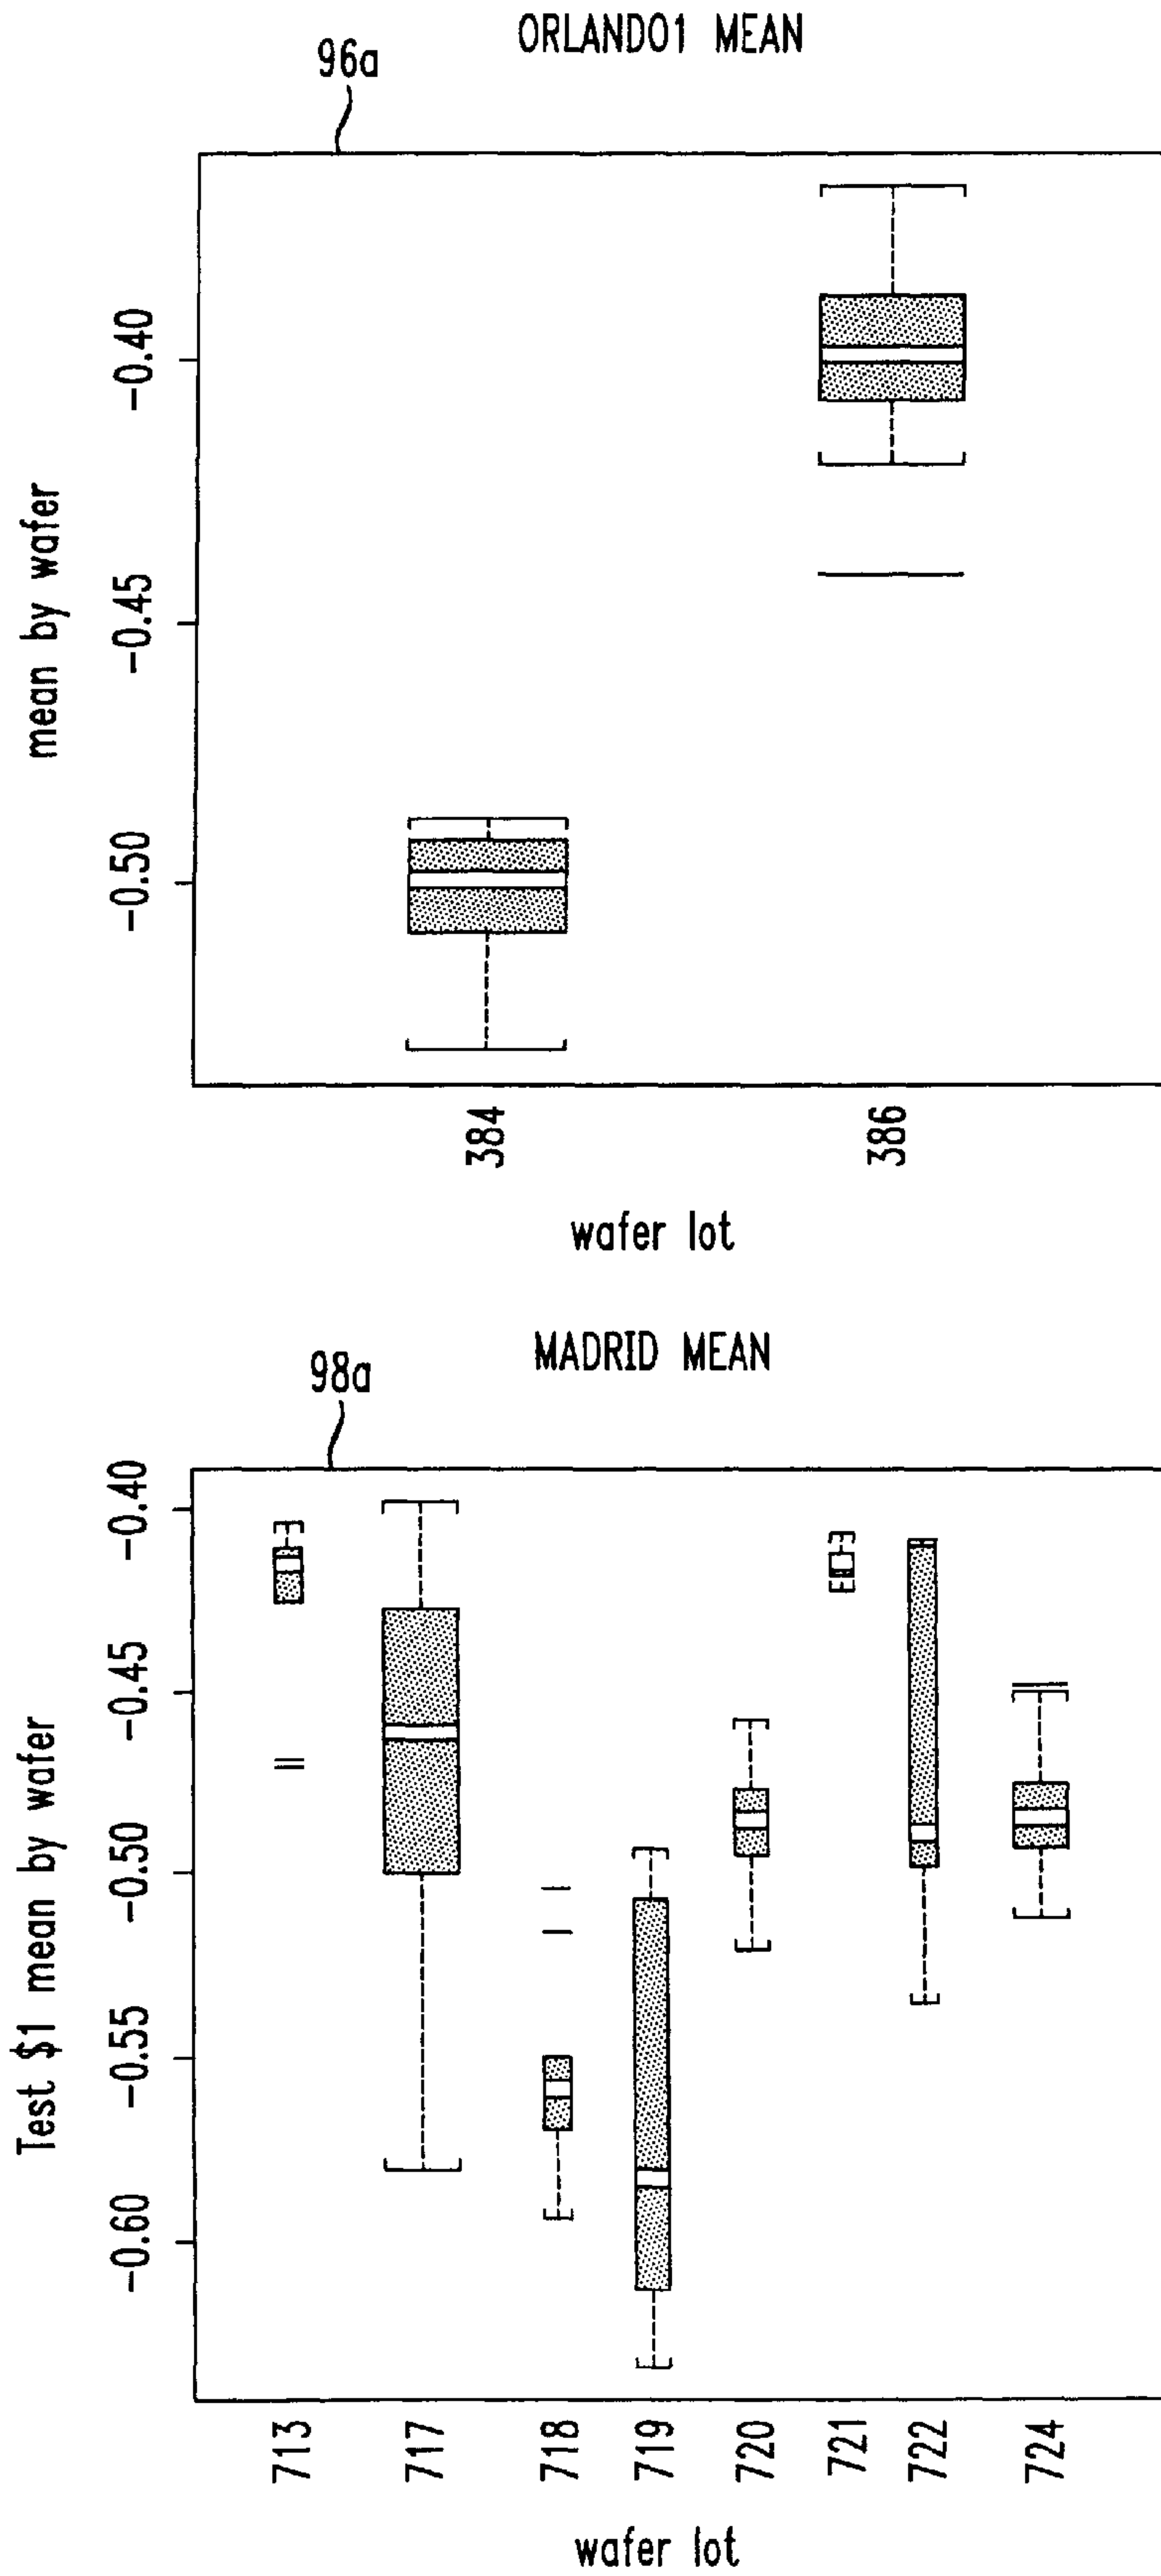 96a
ORLANDO1 MEAN
mean by wafer
-0.40
-0.45
-0.50
384
386
wafer lot
98a
MADRID MEAN
Test $1 mean by wafer
-0.40
-0.45
-0.50
-0.55
-0.60
713
717
718
719
720
721
722
724
wafer lot